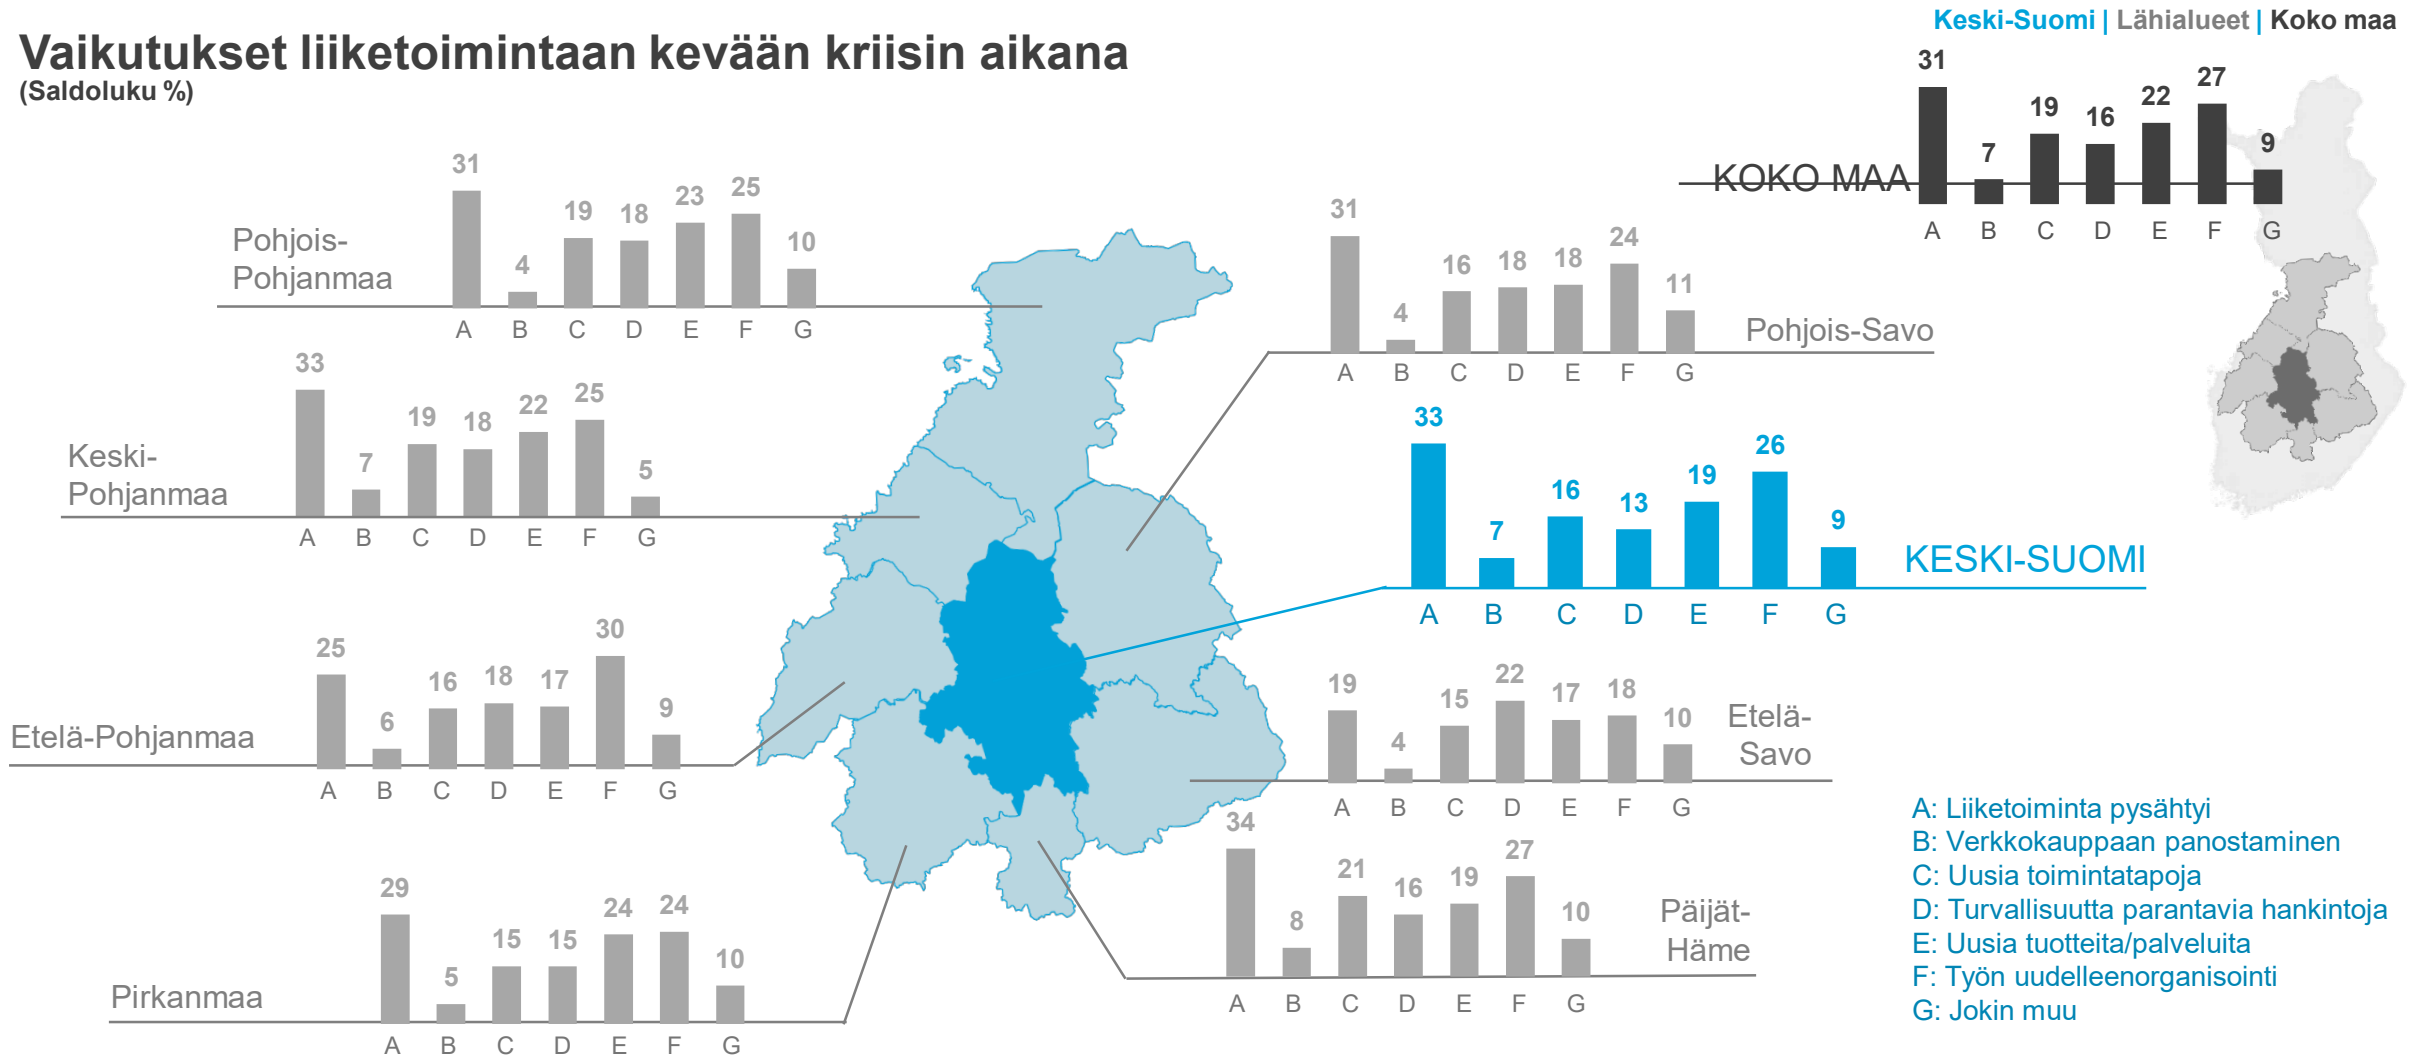 Keski-Suomi | Lähialueet | Koko maa
Vaikutukset liiketoimintaan kevään kriisin aikana
(Saldoluku %)
31 7 19 16 22 27 9
KOKO MAA
A B C D E F G
31 4 19 18 23 25 10
Pohjois-
Pohjanmaa
A B C D E F G
31 4 16 18 18 24 11
Pohjois-Savo
A B C D E F G
33 7 19 18 22 25 5
Keski-
Pohjanmaa
A B C D E F G
33 7 16 13 19 26 9
KESKI-SUOMI
A B C D E F G
25 6 16 18 17 30 9
Etelä-Pohjanmaa
A B C D E F G
19 4 15 22 17 18 10
Etelä-
Savo
A B C D E F G
29 5 15 15 24 24 10
Pirkanmaa
A B C D E F G
34 8 21 16 19 27 10
Päijät-
Häme
A B C D E F G
A: Liiketoiminta pysähtyi
B: Verkkokauppaan panostaminen
C: Uusia toimintatapoja
D: Turvallisuutta parantavia hankintoja
E: Uusia tuotteita/palveluita
F: Työn uudelleenorganisointi
G: Jokin muu